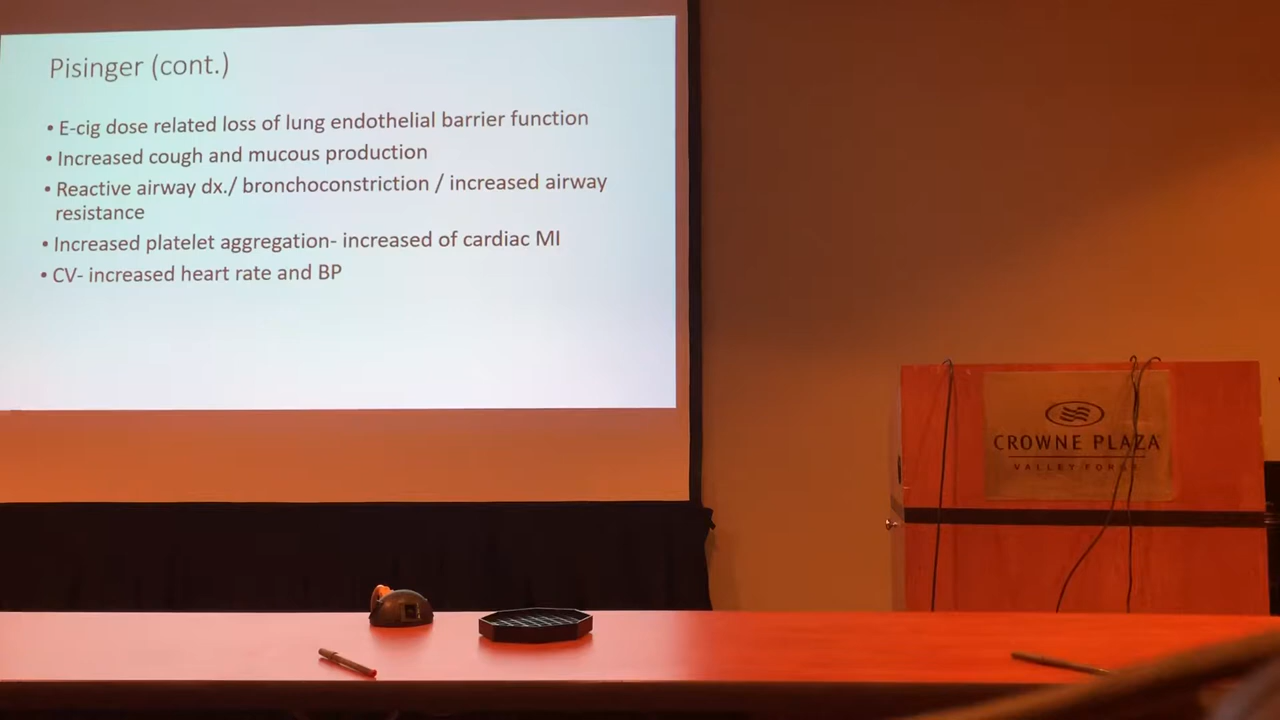 Pisinger (cont.)
• E-cig dose related loss of lung endothelial barrier function
• Increased cough and mucous production
• Reactive airway dx./ bronchoconstriction / increased airway
resistance
• Increased platelet aggregation- increased of cardiac MI
• CV- increased heart rate and BP
CROWNE PLAZA
VALLEY FORGE